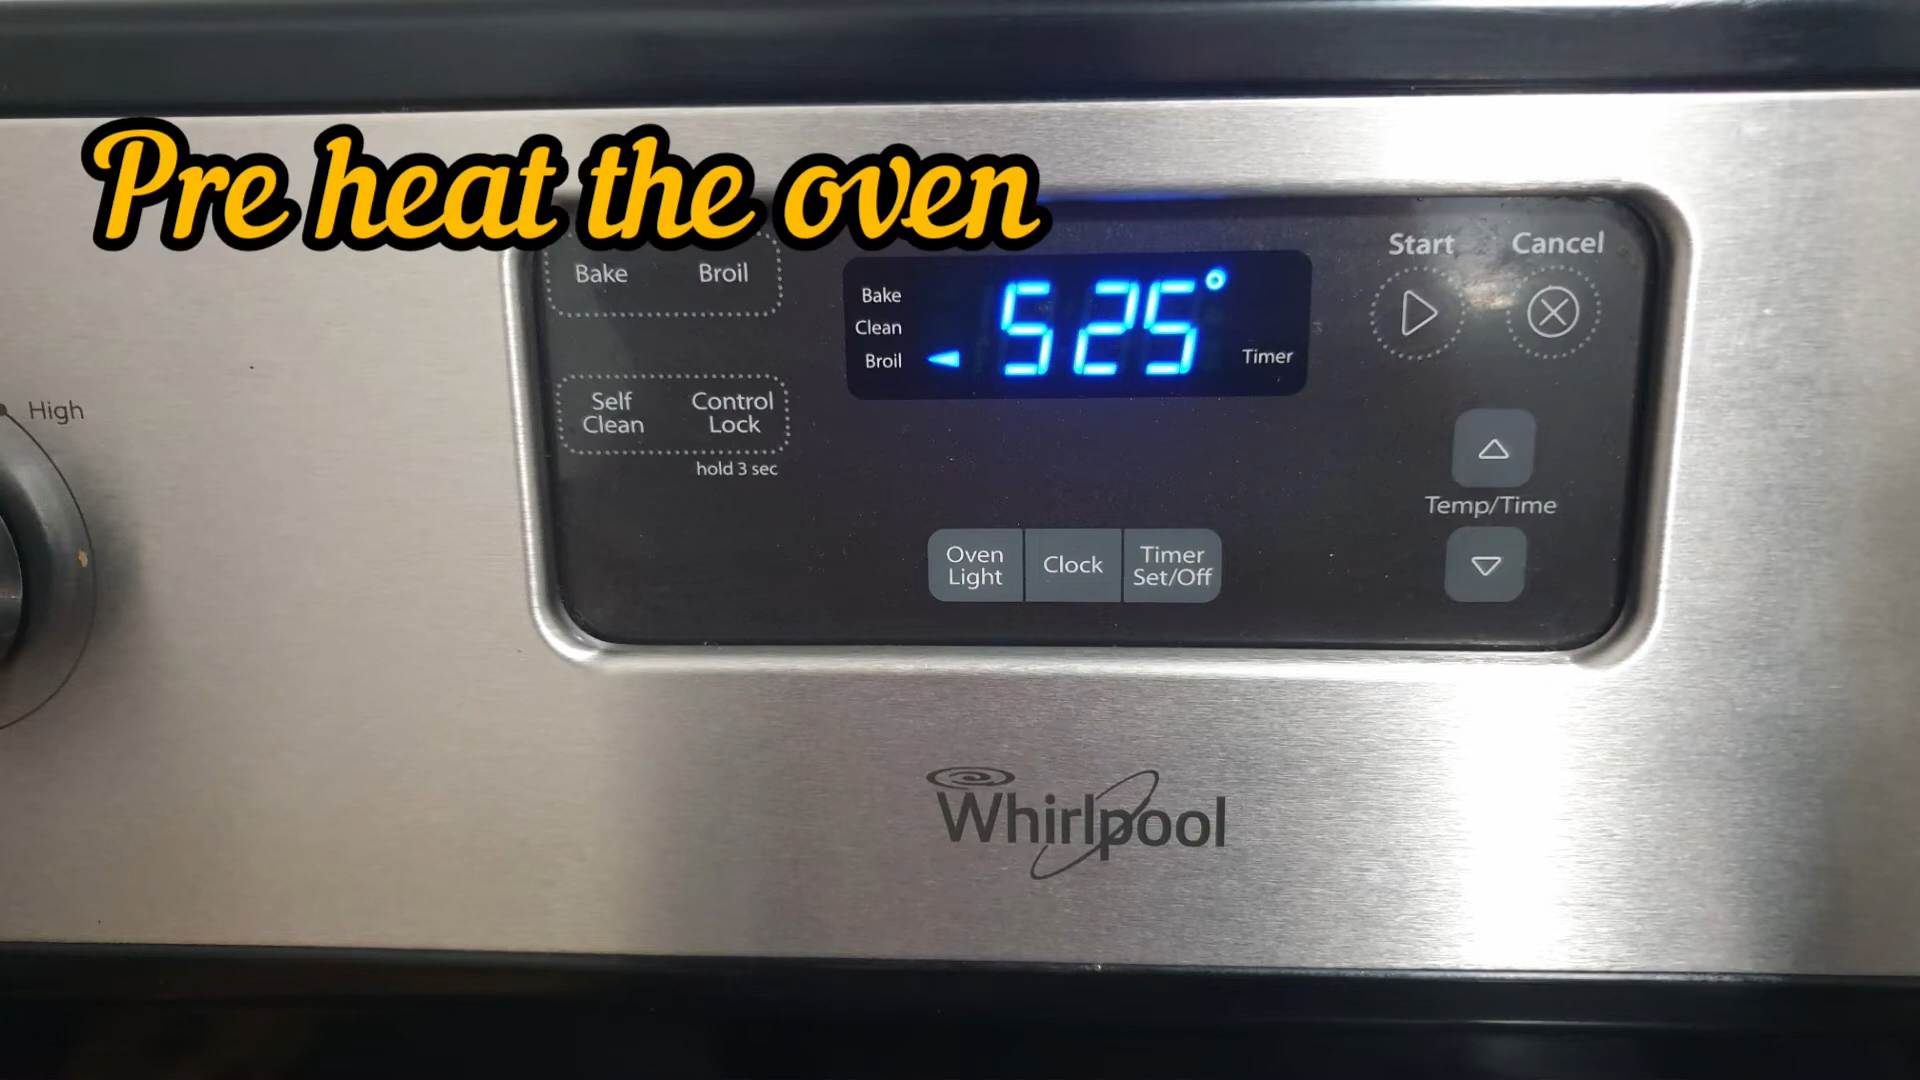 Pre heat the oven
Bake Broil
Self Clean
Control Lock
hold 3 sec
Bake
Clean
Broil
525°
Timer
Start Cancel
Temp/Time
Oven Light
Clock
Timer Set/Off
High
Whirlpool